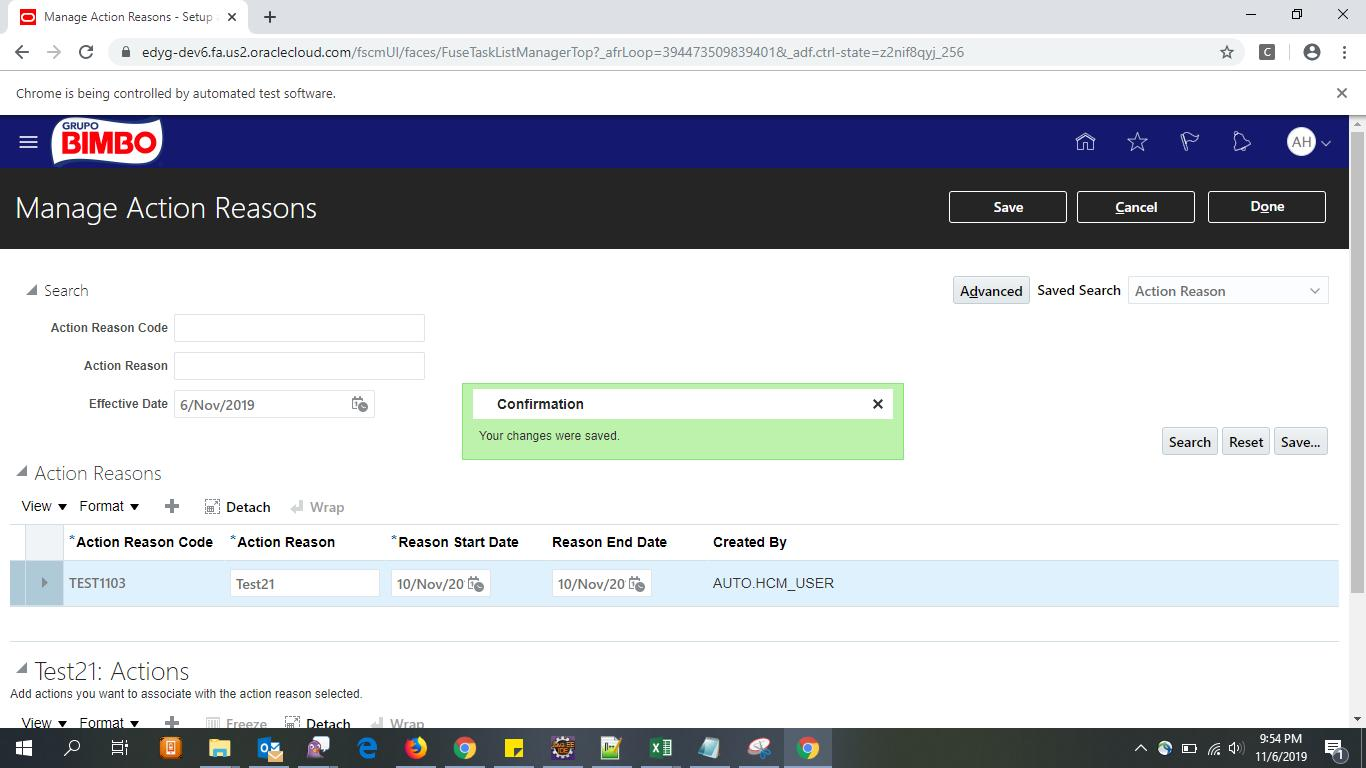 Manage Action Reasons - Setup
edyg-dev6.fa.us2.oraclecloud.com/fscmUI/faces/FuseTaskListManagerTop?_afrLoop=394473509839401&_adf.ctrl-state=z2nif8qyj_256
C
Chrome is being controlled by automated test software.
GRUPO
BIMBO
AH
Manage Action Reasons
Save
Cancel
Done
Search
Advanced
Saved Search
Action Reason
Action Reason Code
Action Reason
Effective Date
6/Nov/2019
Confirmation
Your changes were saved.
Search
Reset
Save...
Action Reasons
View
Format
Detach
Wrap
*Action Reason Code
*Action Reason
*Reason Start Date
Reason End Date
Created By
TEST1103
Test21
10/Nov/20
10/Nov/20
AUTO.HCM_USER
Test21: Actions
Add actions you want to associate with the action reason selected.
View
Format
Freeze
Detach
Wrap
9:54 PM
11/6/2019
1